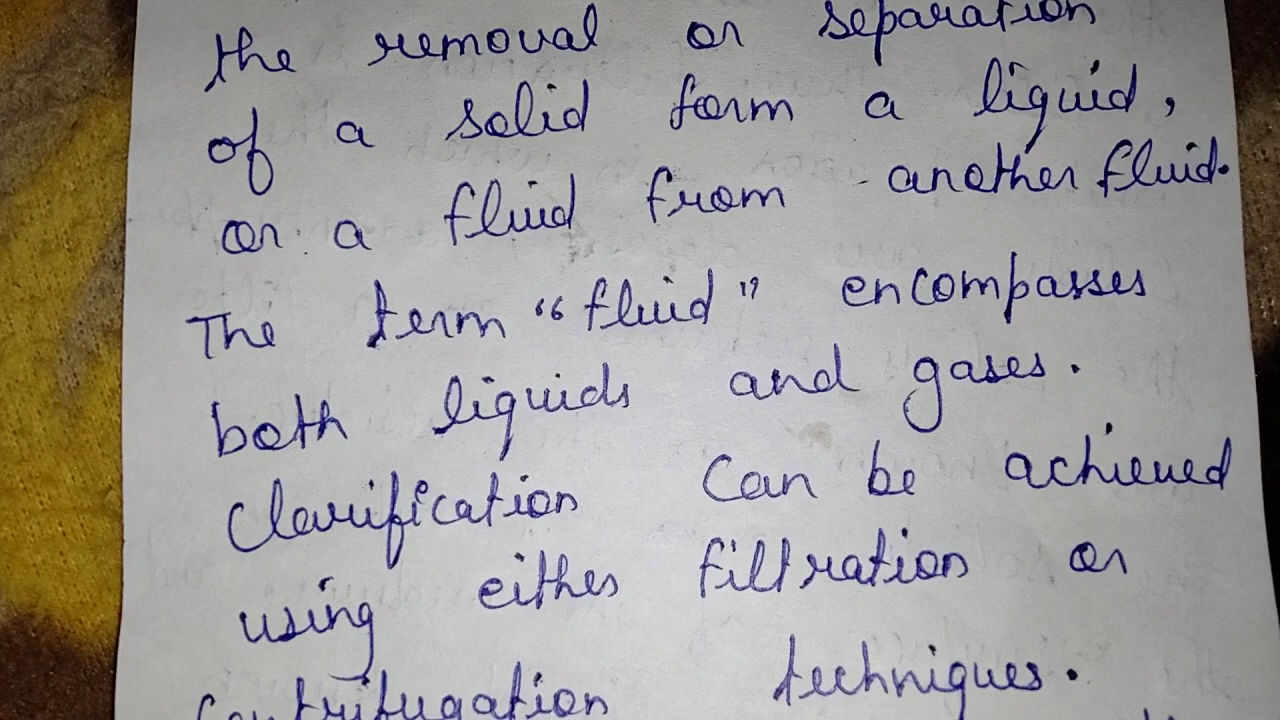 the removal or separation
of a solid form a liquid,
or a fluid from another fluid.
The term "fluid" encompasses
both liquids and gases.
Clarification can be achieved
using either filtration or
Centrifugation techniques.